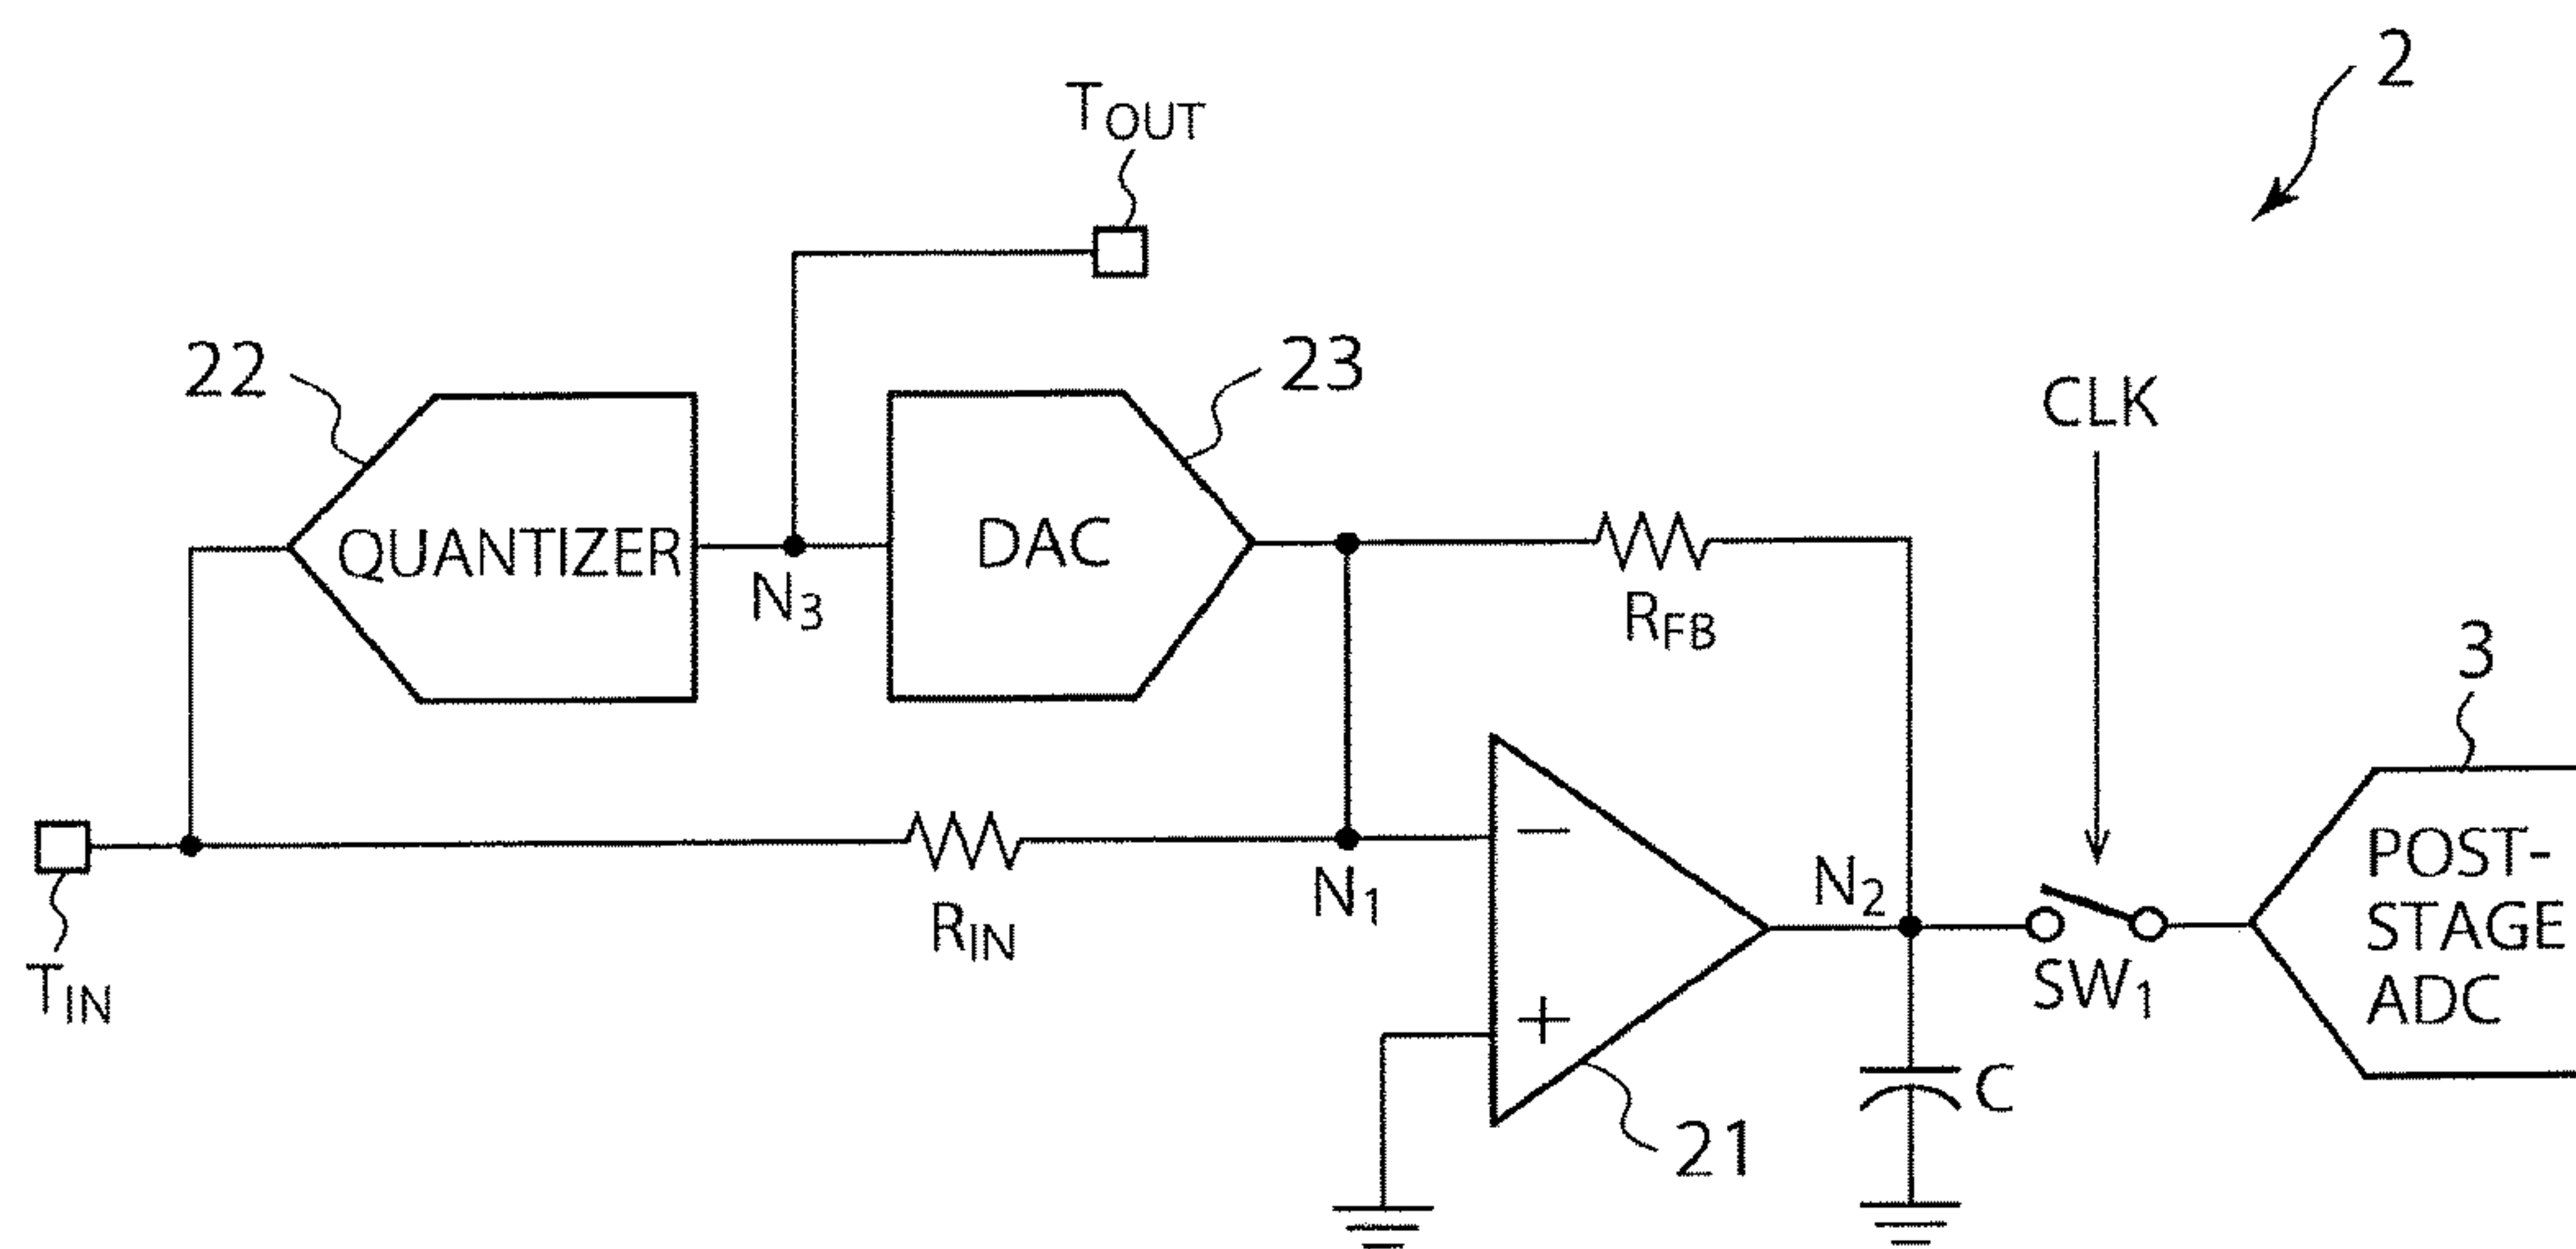 2
TOUT
22
23
CLK
QUANTIZER
DAC
N3
RFB
3
POST-
STAGE
ADC
N1
N2
RIN
SW1
TIN
−
+
C
21